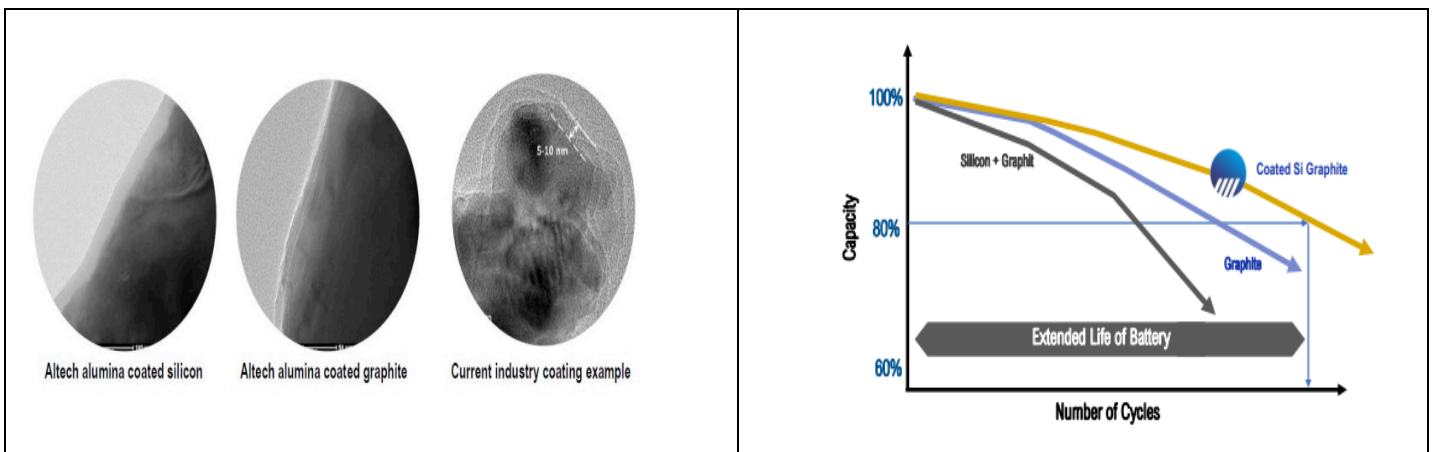 5-10 nm
Altech alumina coated silicon
Altech alumina coated graphite
Current industry coating example
100%
Silicon + Graphit
Coated Si Graphite
Capacity
80%
Graphite
Extended Life of Battery
60%
Number of Cycles